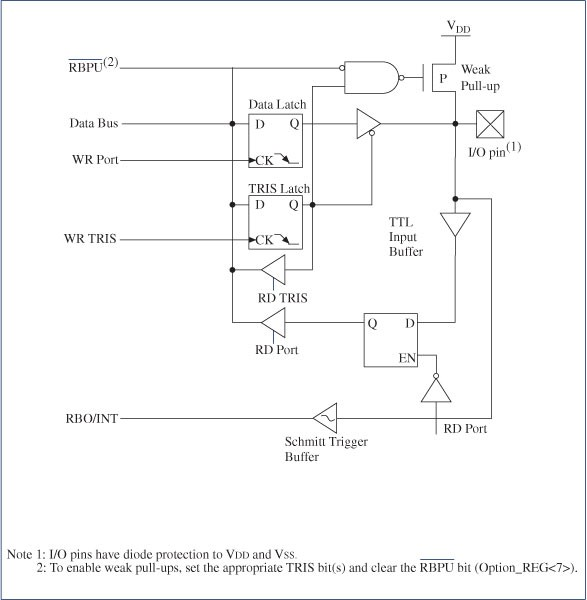 VDD
RBPU(2)
P
Weak
Pull-up
Data Latch
Data Bus
D Q
I/O pin(1)
WR Port
CK
TRIS Latch
D Q
TTL
Input
Buffer
WR TRIS
CK
RD TRIS
Q D
RD Port
EN
RBO/INT
RD Port
Schmitt Trigger
Buffer
Note 1: I/O pins have diode protection to VDD and VSS.
2: To enable weak pull-ups, set the appropriate TRIS bit(s) and clear the RBPU bit (Option_REG<7>).